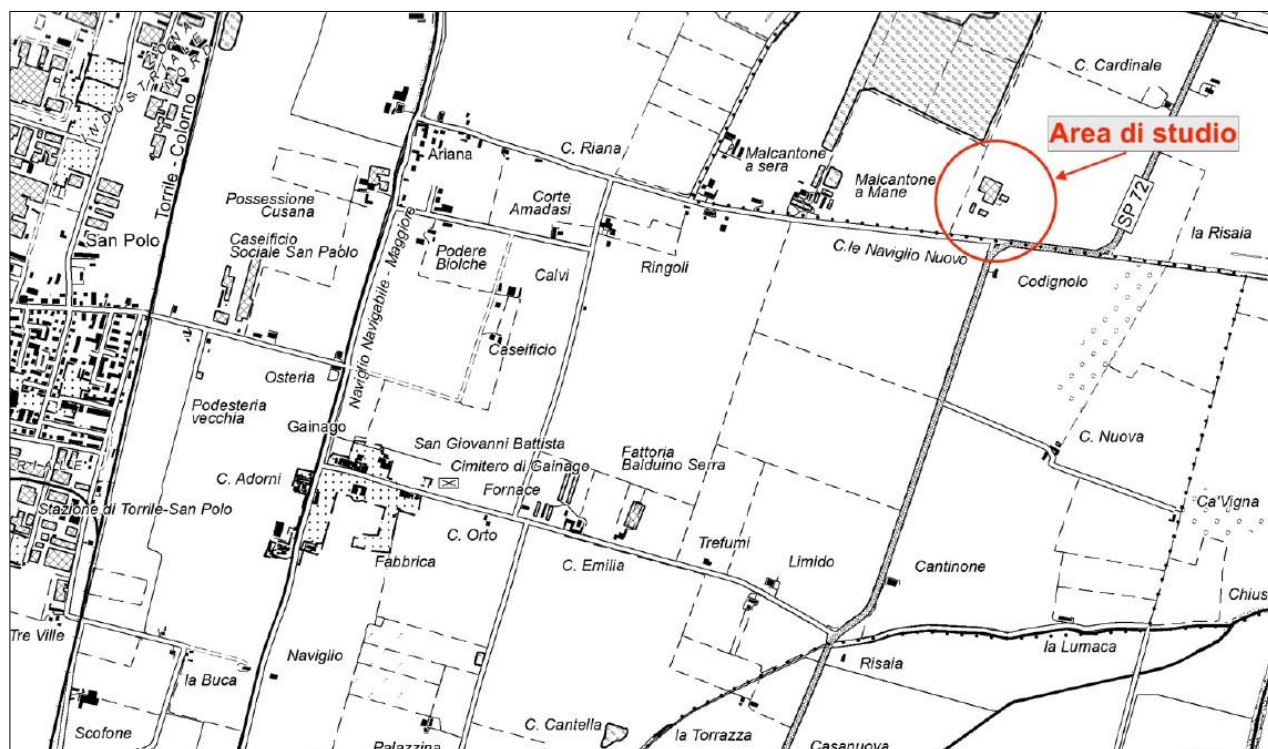 C. Cardinale
Area di studio
INDUSTRIALE
Torrile - Colorno
Ariana
C. Riana
Malcantone
a sera
Malcantone
a Mane
SP 72
Possessione
Cusana
Corte
Amadasi
la Risaia
San Polo
Caseificio
Sociale San Paolo
Podere
Biolche
Calvi
Ringoli
C.le Naviglio Nuovo
Codignolo
Naviglio Navigabile - Maggiore
Caseificio
Osteria
Podesteria
vecchia
Gainago
San Giovanni Battista
Cimitero di Gainago
Fornace
Fattoria
Balduino Serra
C. Nuova
RIALE
C. Adorni
Ca'Vigna
Stazione di Torrile-San Polo
C. Orto
Fabbrica
C. Emilia
Trefumi
Limido
Cantinone
Chius
Tre Ville
Naviglio
la Lumaca
la Buca
Risaia
Scofone
C. Cantella
la Torrazza
Palazzina
Casanuova